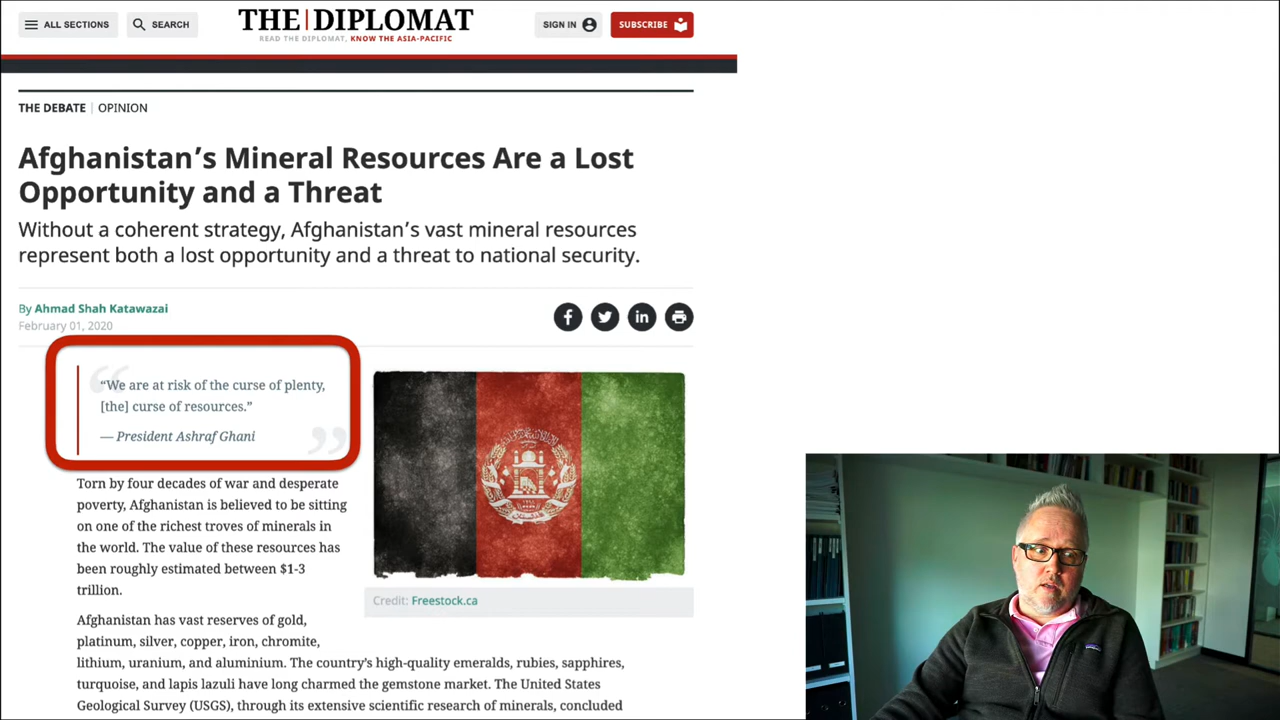 ALL SECTIONS
SEARCH
THE|DIPLOMAT
READ THE DIPLOMAT, KNOW THE ASIA-PACIFIC
SIGN IN
SUBSCRIBE
THE DEBATE | OPINION
Afghanistan’s Mineral Resources Are a Lost
Opportunity and a Threat
Without a coherent strategy, Afghanistan’s vast mineral resources
represent both a lost opportunity and a threat to national security.
By Ahmad Shah Katawazai
February 01, 2020
“We are at risk of the curse of plenty,
[the] curse of resources.”
— President Ashraf Ghani
Torn by four decades of war and desperate
poverty, Afghanistan is believed to be sitting
on one of the richest troves of minerals in
the world. The value of these resources has
been roughly estimated between $1-3
trillion.
Credit: Freestock.ca
Afghanistan has vast reserves of gold,
platinum, silver, copper, iron, chromite,
lithium, uranium, and aluminium. The country’s high-quality emeralds, rubies, sapphires,
turquoise, and lapis lazuli have long charmed the gemstone market. The United States
Geological Survey (USGS), through its extensive scientific research of minerals, concluded